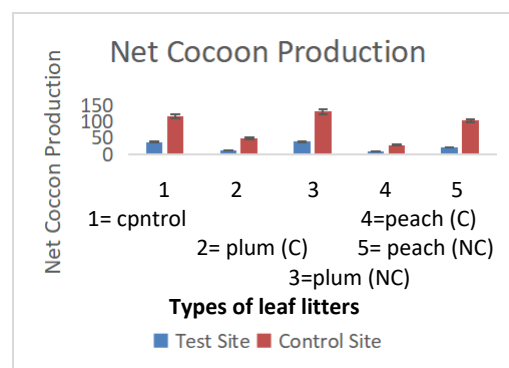 Net Cocoon Production
Net Coccon Production
150
100
50
0
1 2 3 4 5
1= cpntrol 4=peach (C)
2= plum (C) 5= peach (NC)
3=plum (NC)
Types of leaf litters
Test Site Control Site